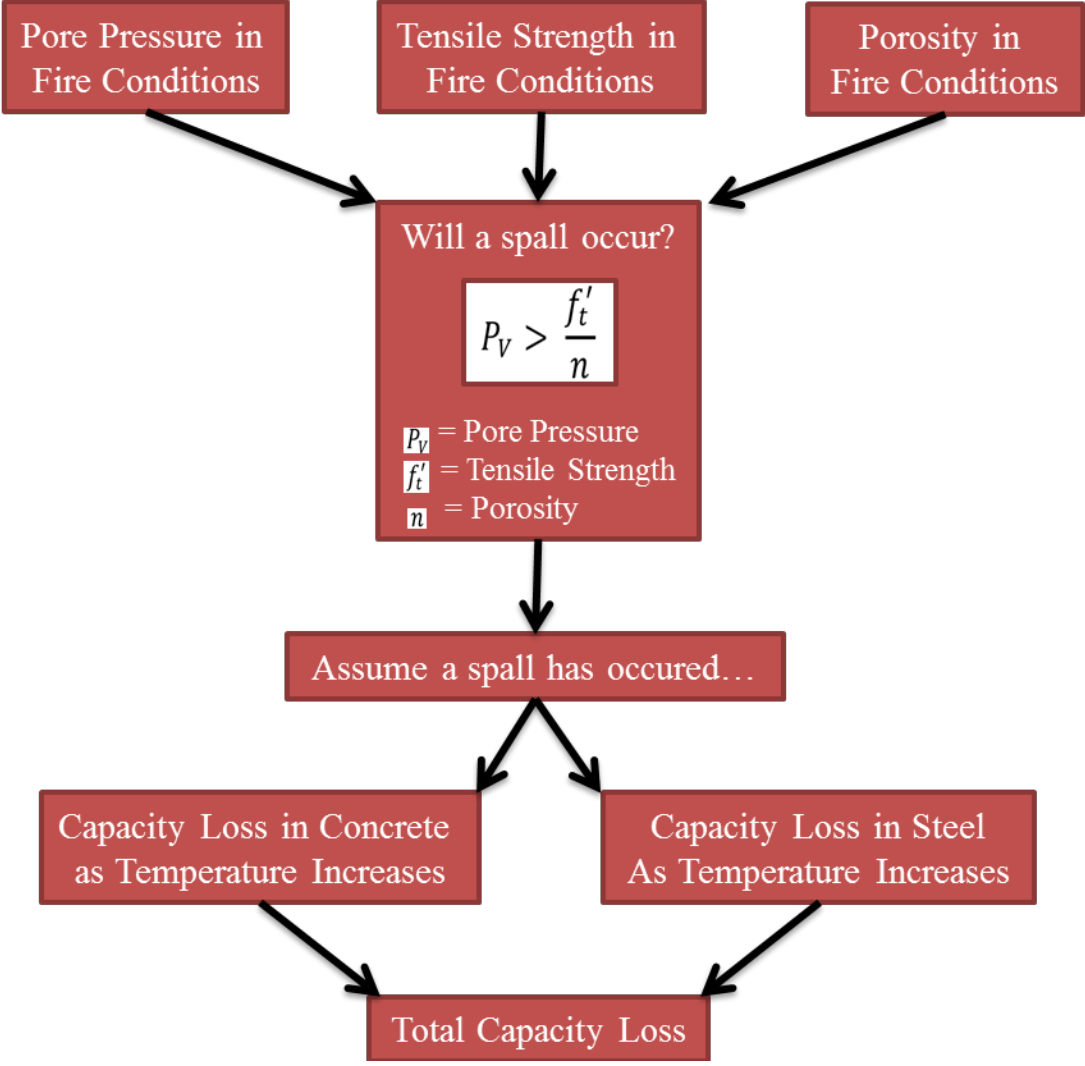 Pore Pressure in
Fire Conditions
Tensile Strength in
Fire Conditions
Porosity in
Fire Conditions
Will a spall occur?
P_V > f'_t / n
P_V = Pore Pressure
f'_t = Tensile Strength
n = Porosity
Assume a spall has occured…
Capacity Loss in Concrete
as Temperature Increases
Capacity Loss in Steel
As Temperature Increases
Total Capacity Loss